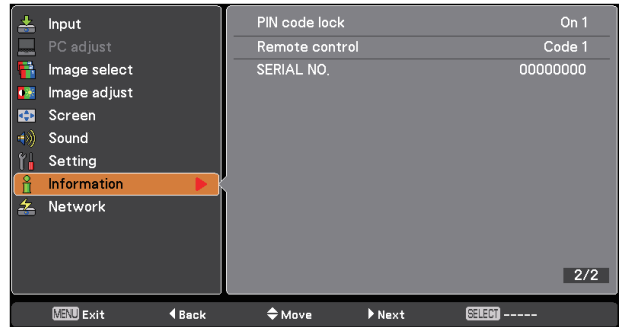 Input
PC adjust
Image select
Image adjust
Screen
Sound
Setting
Information
Network
PIN code lock On 1
Remote control Code 1
SERIAL NO. 00000000
2/2
MENU Exit Back Move Next SELECT -----